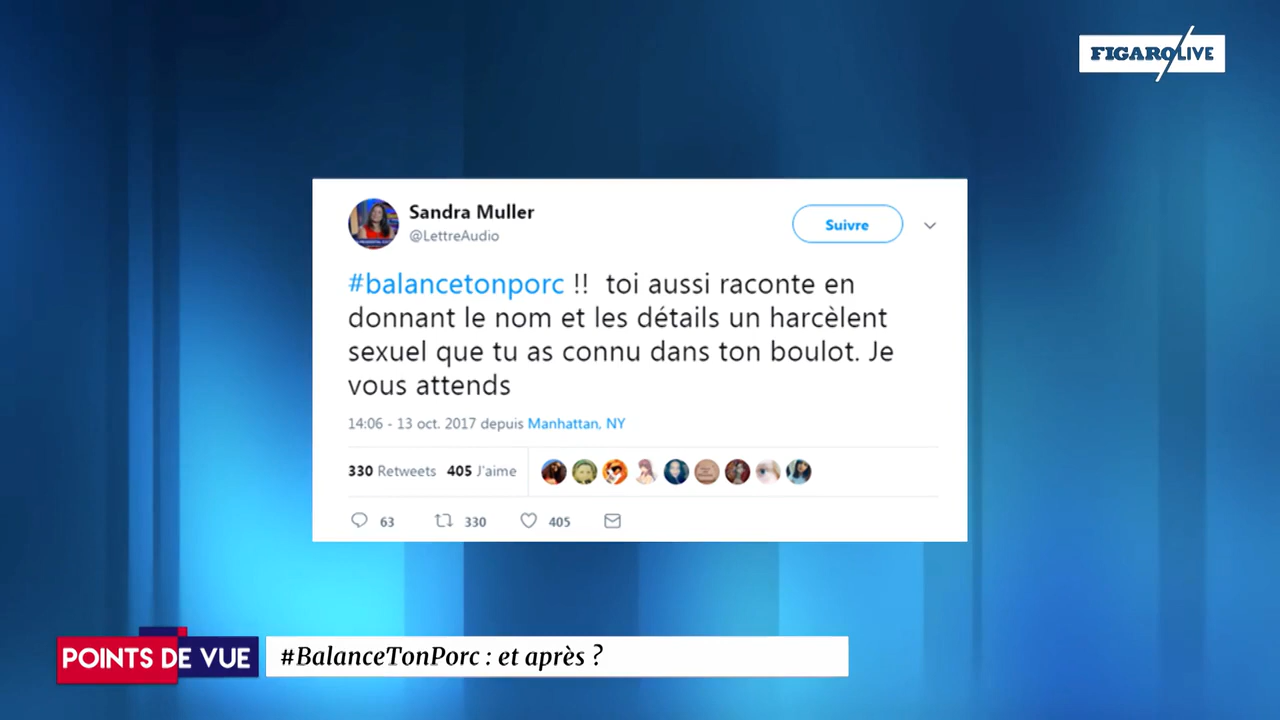 FIGAROLIVE
Sandra Muller
@LettreAudio
Suivre
#balancetonporc !! toi aussi raconte en
donnant le nom et les détails un harcèlent
sexuel que tu as connu dans ton boulot. Je
vous attends
14:06 - 13 oct. 2017 depuis Manhattan, NY
330 Retweets 405 J'aime
63 330 405
POINTS DE VUE
#BalanceTonPorc : et après ?